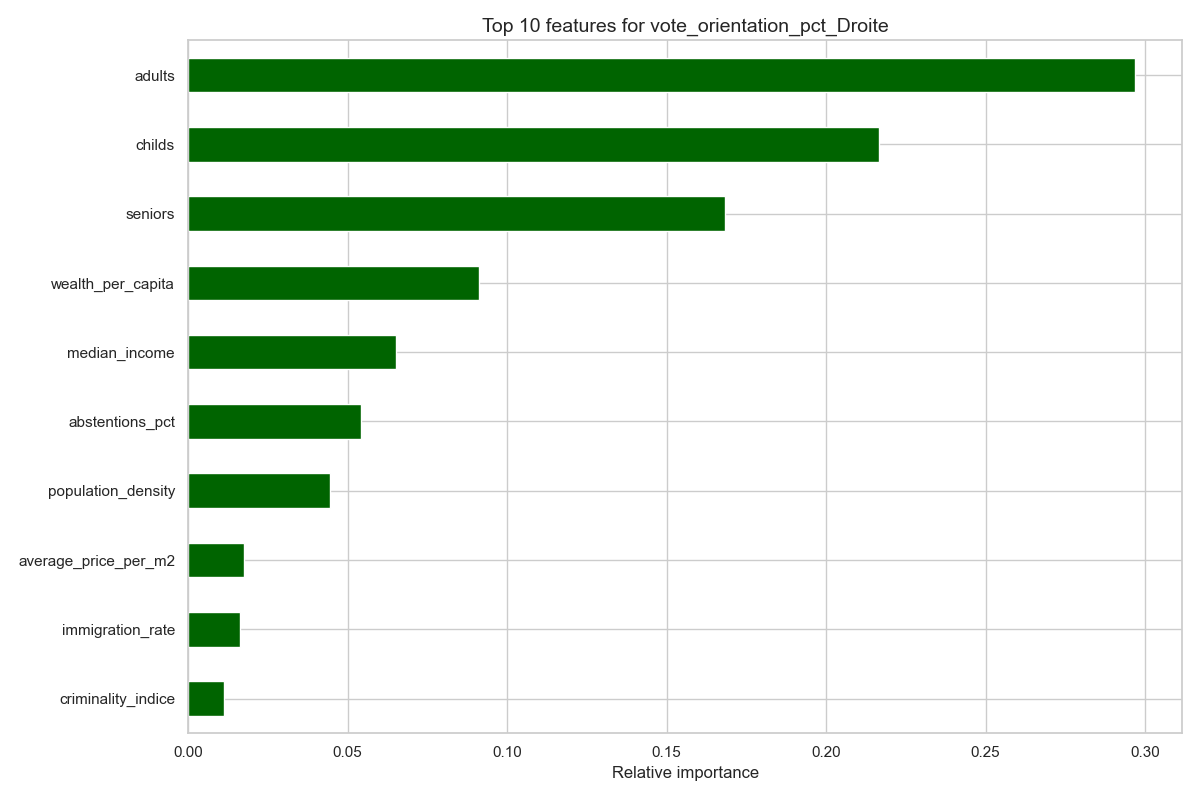 Top 10 features for vote_orientation_pct_Droite
adults
childs
seniors
wealth_per_capita
median_income
abstentions_pct
population_density
average_price_per_m2
immigration_rate
criminality_indice
0.00 0.05 0.10 0.15 0.20 0.25 0.30
Relative importance